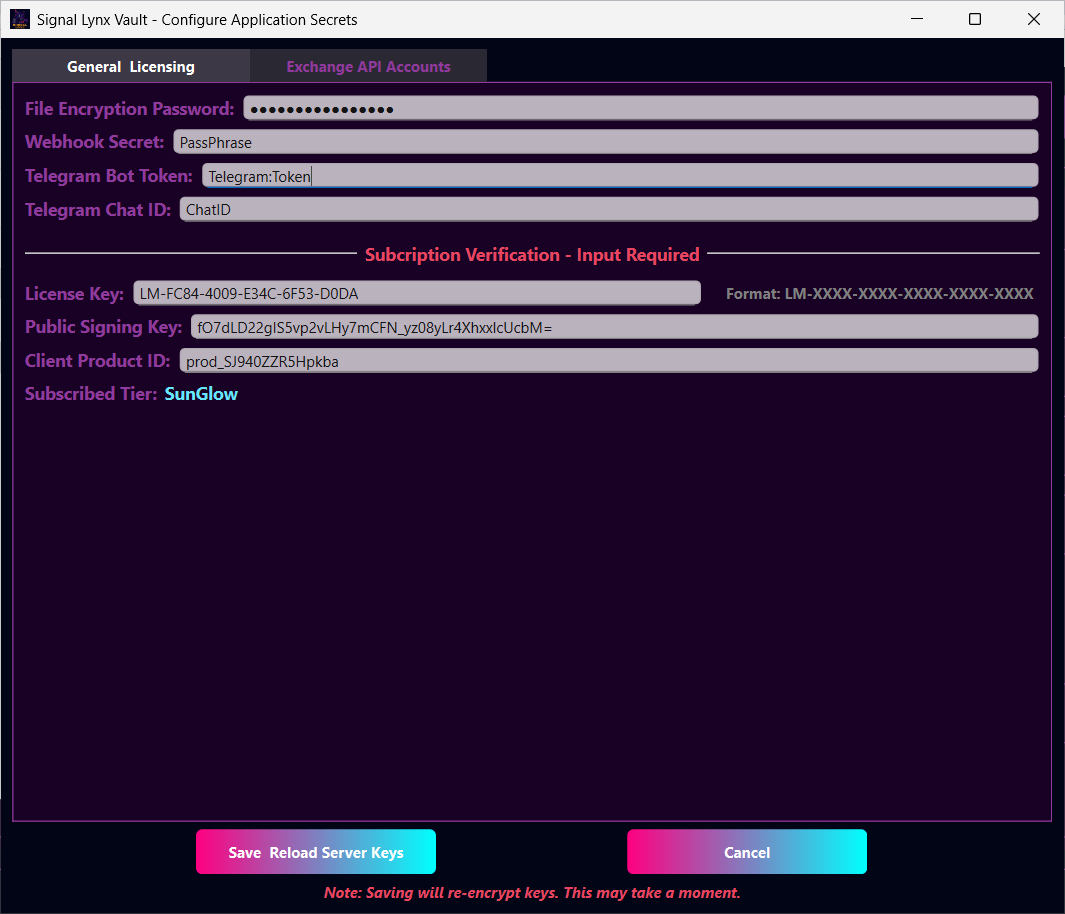 Signal Lynx Vault - Configure Application Secrets
General  Licensing
Exchange API Accounts
File Encryption Password: ●●●●●●●●●●●●●●●●
Webhook Secret: PassPhrase
Telegram Bot Token: Telegram:Token
Telegram Chat ID: ChatID
Subcription Verification - Input Required
License Key: LM-FC84-4009-E34C-6F53-D0DA Format: LM-XXXX-XXXX-XXXX-XXXX-XXXX
Public Signing Key: fO7dLD22gIS5vp2vLHy7mCFN_yz08yLr4XhxxIcUcbM=
Client Product ID: prod_SJ940ZZR5Hpkba
Subscribed Tier: SunGlow
Save  Reload Server Keys
Cancel
Note: Saving will re-encrypt keys. This may take a moment.